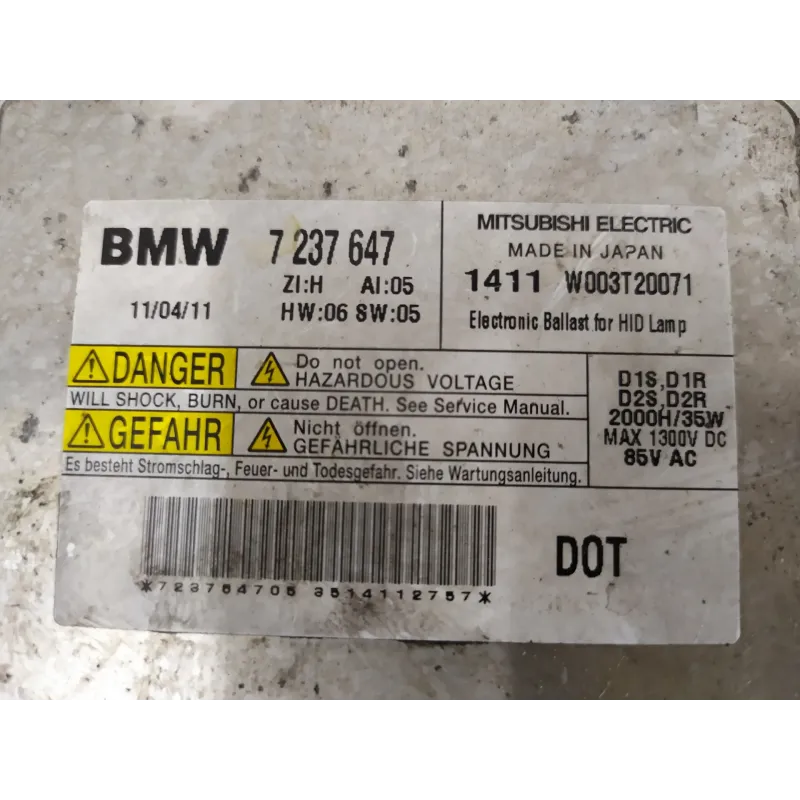 BMW 7 237 647
ZI:H AI:05
11/04/11 HW:06 SW:05
MITSUBISHI ELECTRIC
MADE IN JAPAN
1411 W003T20071
Electronic Ballast for HID Lamp
DANGER Do not open.
HAZARDOUS VOLTAGE
WILL SHOCK, BURN, or cause DEATH. See Service Manual.
GEFAHR Nicht öffnen.
GEFÄHRLICHE SPANNUNG
Es besteht Stromschlag-, Feuer- und Todesgefahr. Siehe Wartungsanleitung.
D1S,D1R
D2S,D2R
2000H/35W
MAX 1300V DC
85V AC
*723764705 3514112757*
DOT